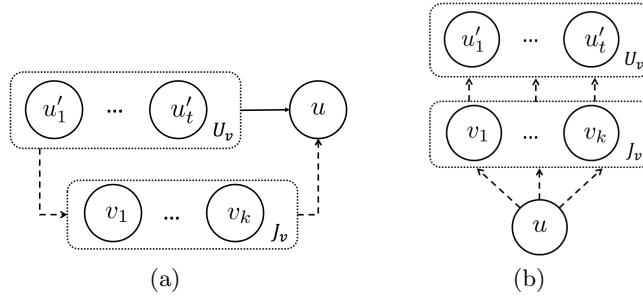 u′₁ ... u′ₜ u
Uᵥ
v₁ ... vₖ
Jᵥ
(a)
u′₁ ... u′ₜ
Uᵥ
v₁ ... vₖ
Jᵥ
u
(b)